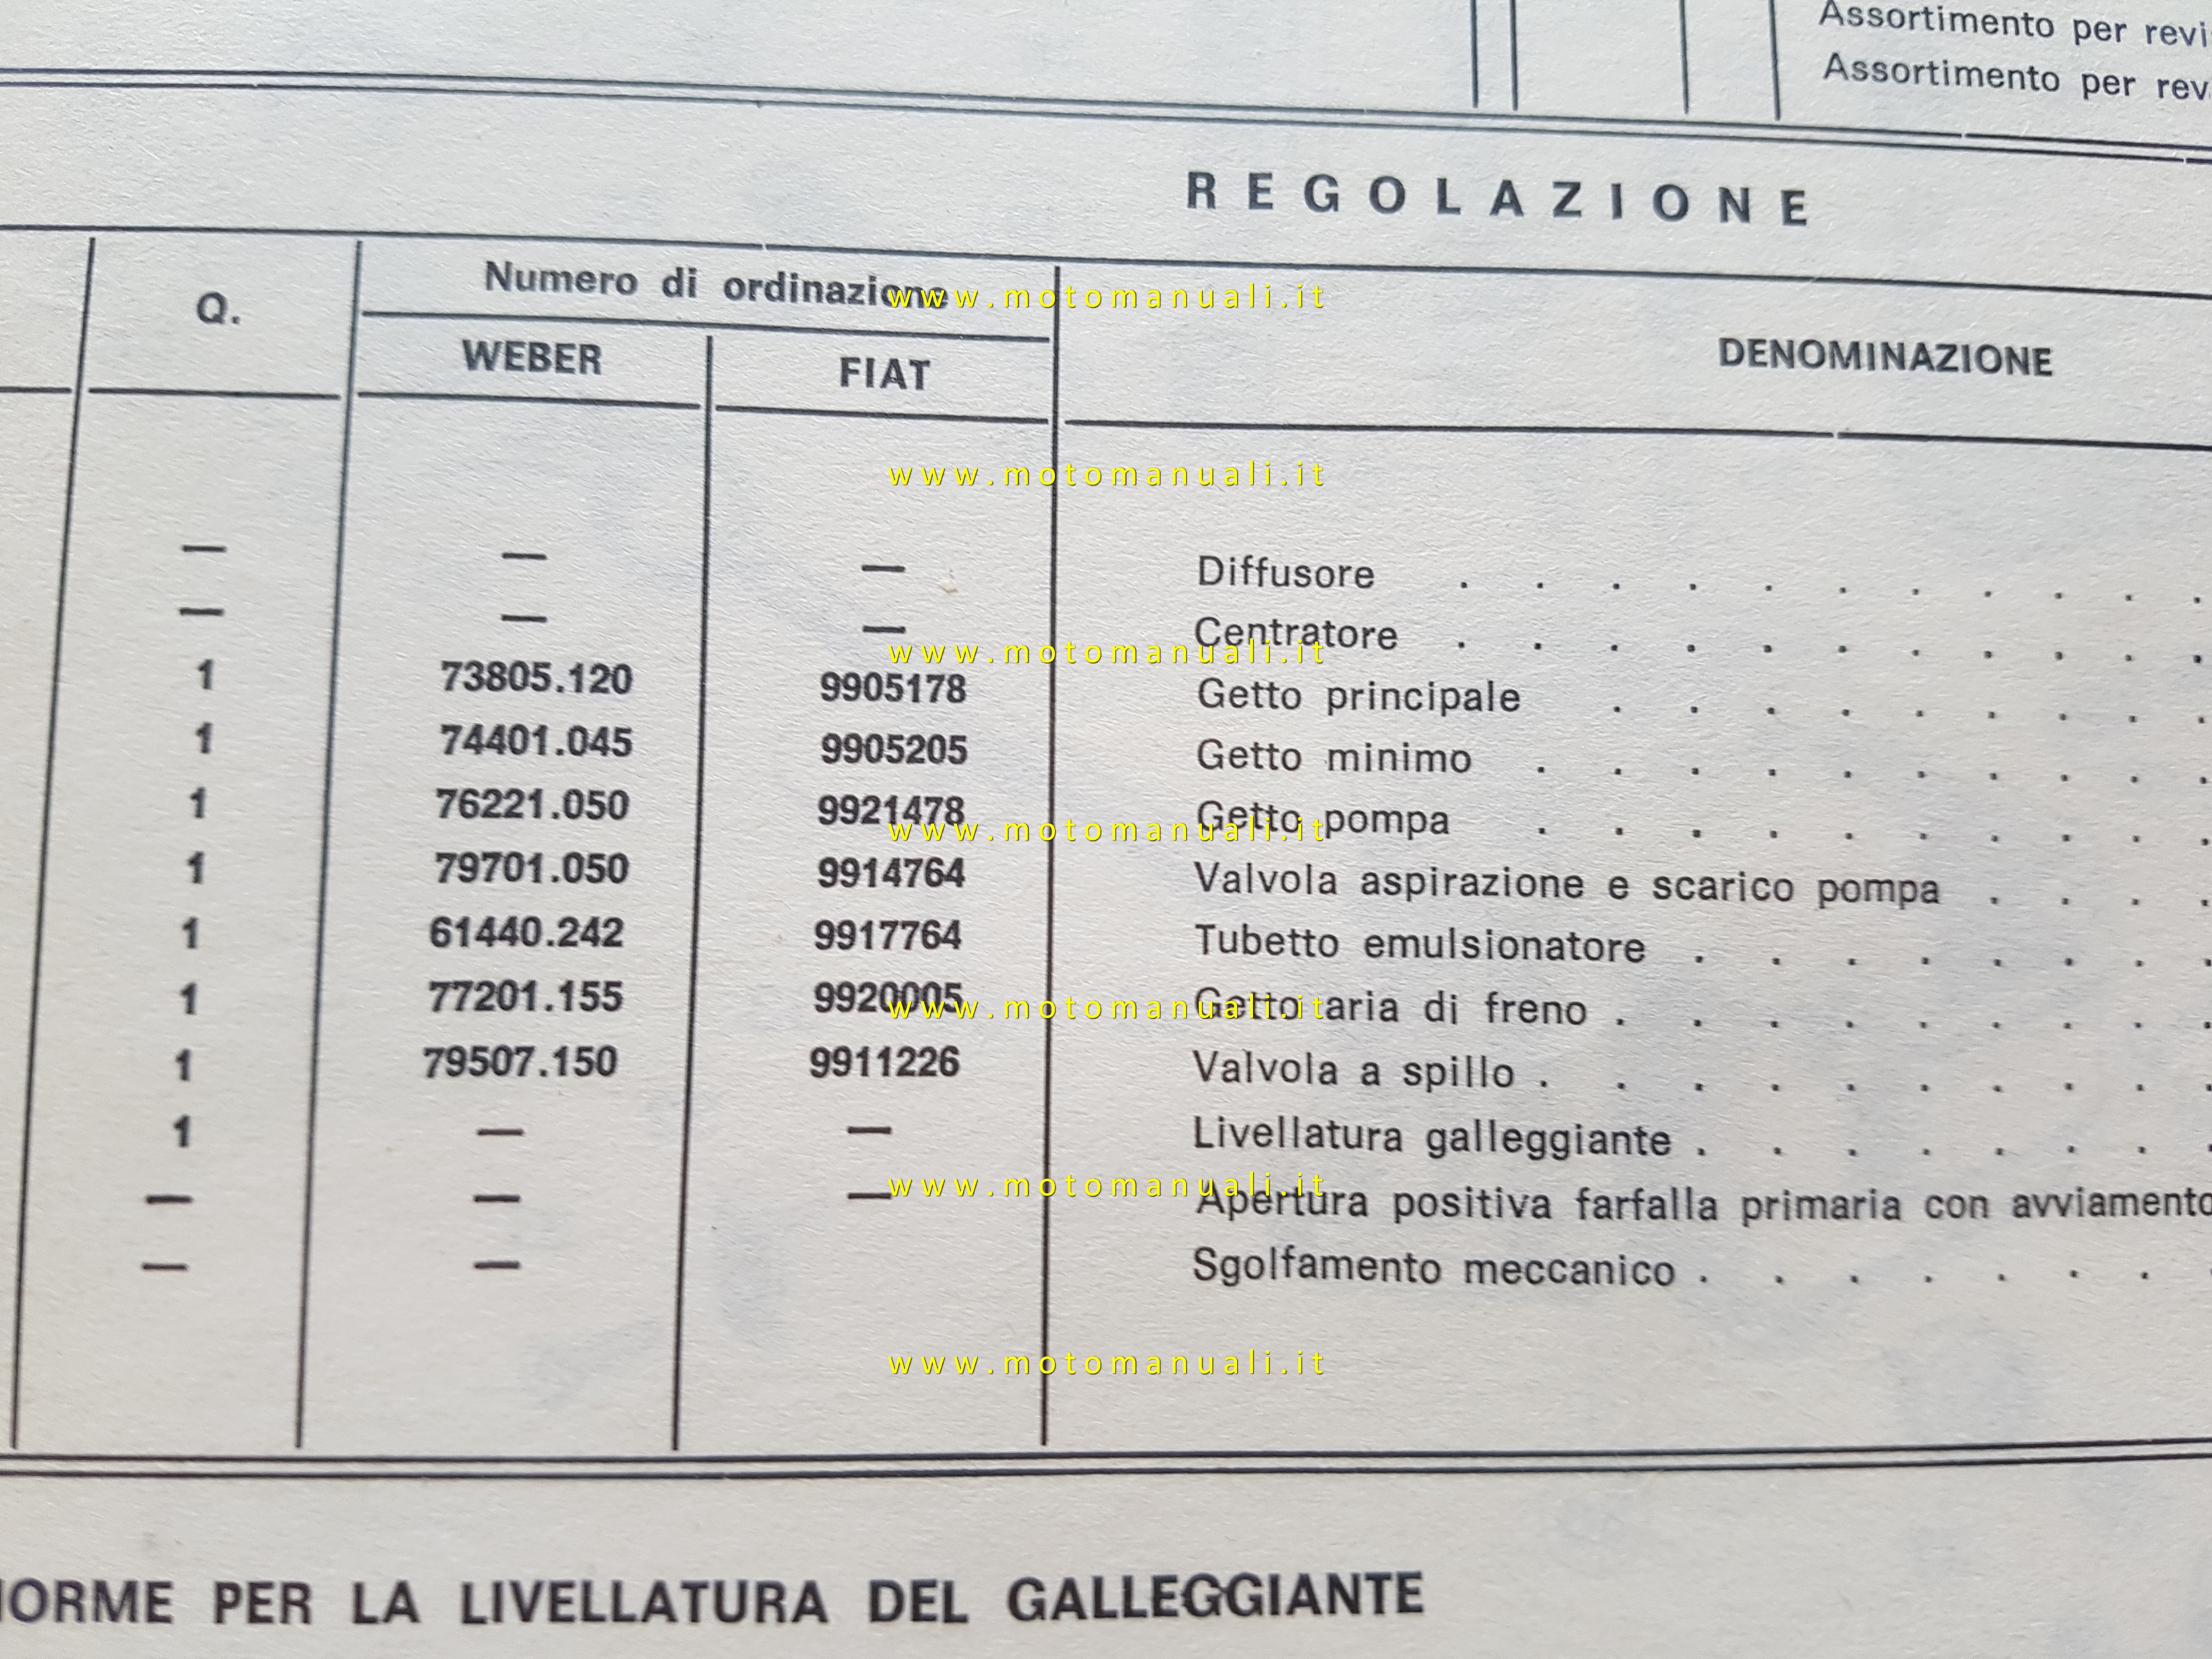 Assortimento per
Assortimento per
REGOLAZIONE
Q.
Numero di ordinazione
WEBER
FIAT
DENOMINAZIONE
— — — Diffusore . . . . . . . . . . .
— — — Centratore . . . . . . . . . . .
1 73805.120 9905178 Getto principale . . . . . . . . .
1 74401.045 9905205 Getto minimo . . . . . . . . . .
1 76221.050 9921478 Getto pompa . . . . . . . . . .
1 79701.050 9914764 Valvola aspirazione e scarico pompa . . . .
1 61440.242 9917764 Tubetto emulsionatore . . . . . . . .
1 77201.155 9920005 Getto aria di freno . . . . . . . . .
1 79507.150 9911226 Valvola a spillo . . . . . . . . . .
1 — — Livellatura galleggiante . . . . . . . .
— — — Apertura positiva farfalla primaria con avviamento
— — Sgolfamento meccanico . . . . . . . .
PER LA LIVELLATURA DEL GALLEGGIANTE
www.motomanuali.it
www.motomanuali.it
www.motomanuali.it
www.motomanuali.it
www.motomanuali.it
www.motomanuali.it
www.motomanuali.it